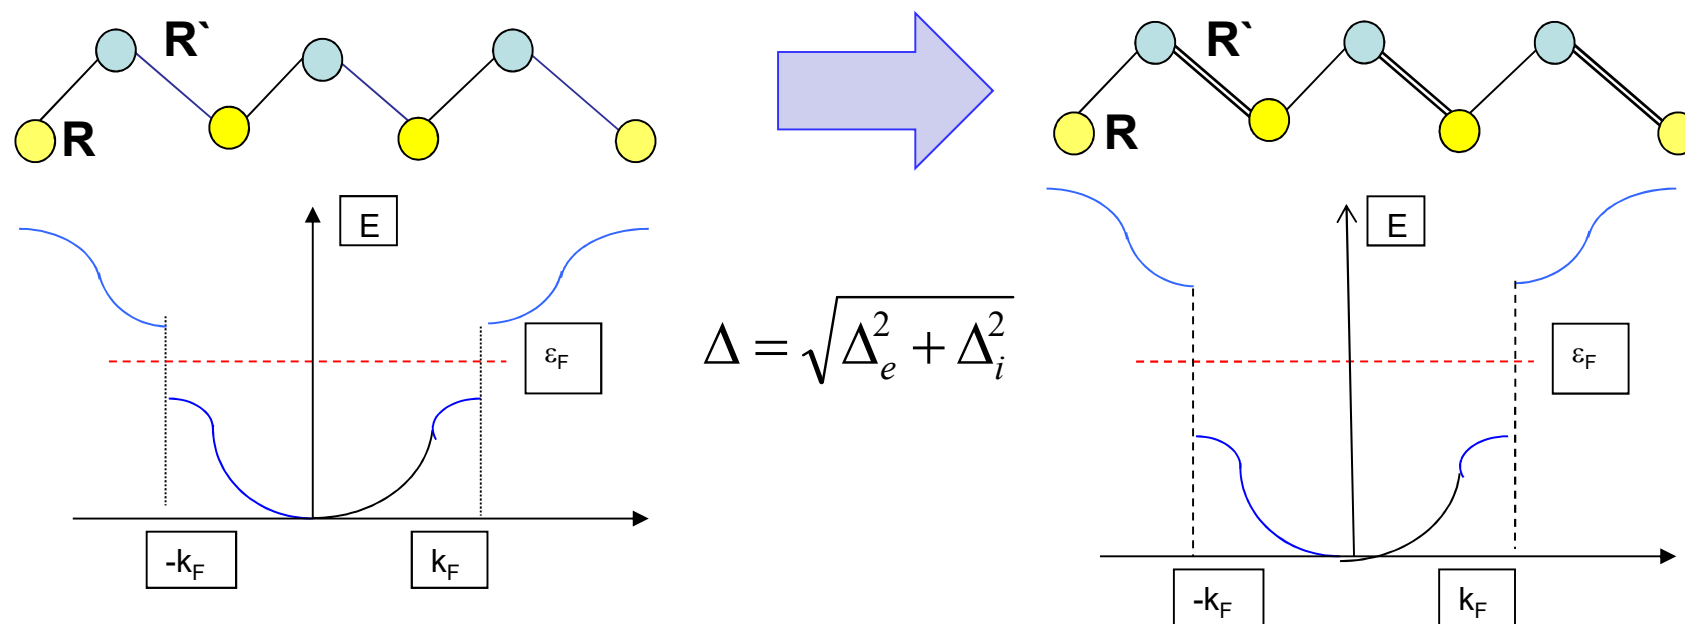 R`
R
E
εF
-kF
kF
Δ = √Δe² + Δi²
R`
R
E
εF
-kF
kF